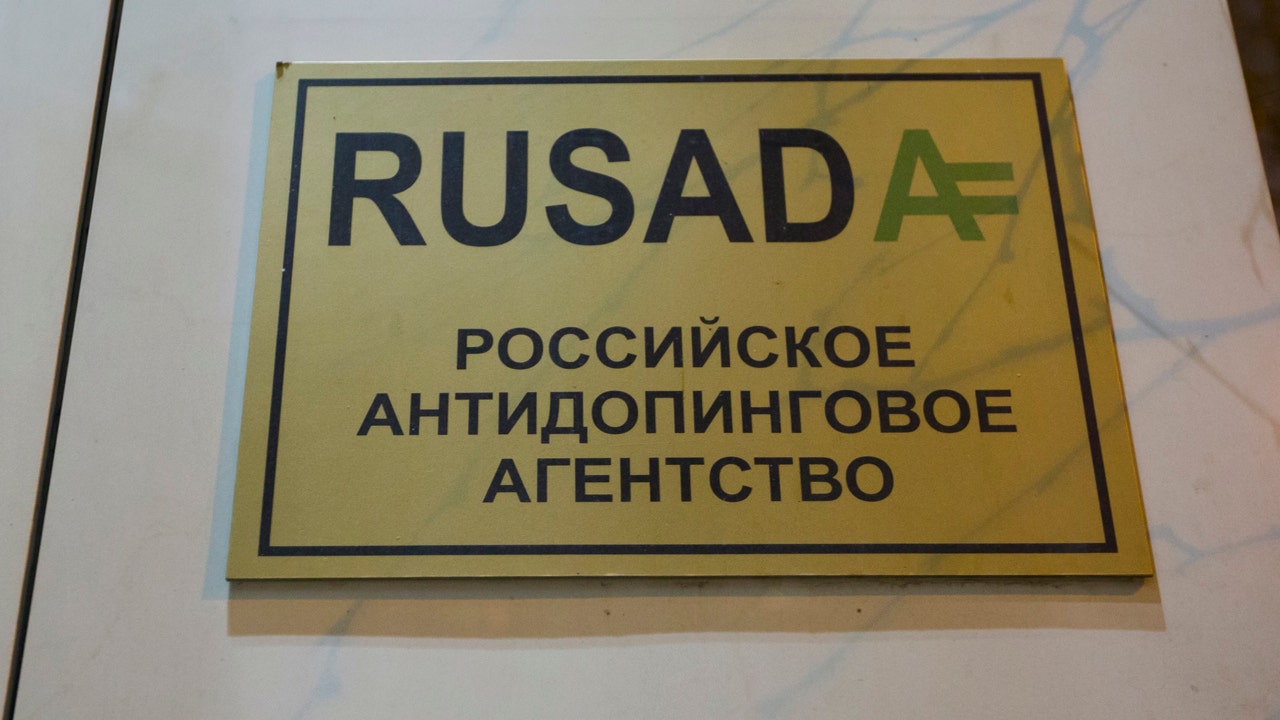 RUSADA
РОССИЙСКОЕ
АНТИДОПИНГОВОЕ
АГЕНТСТВО